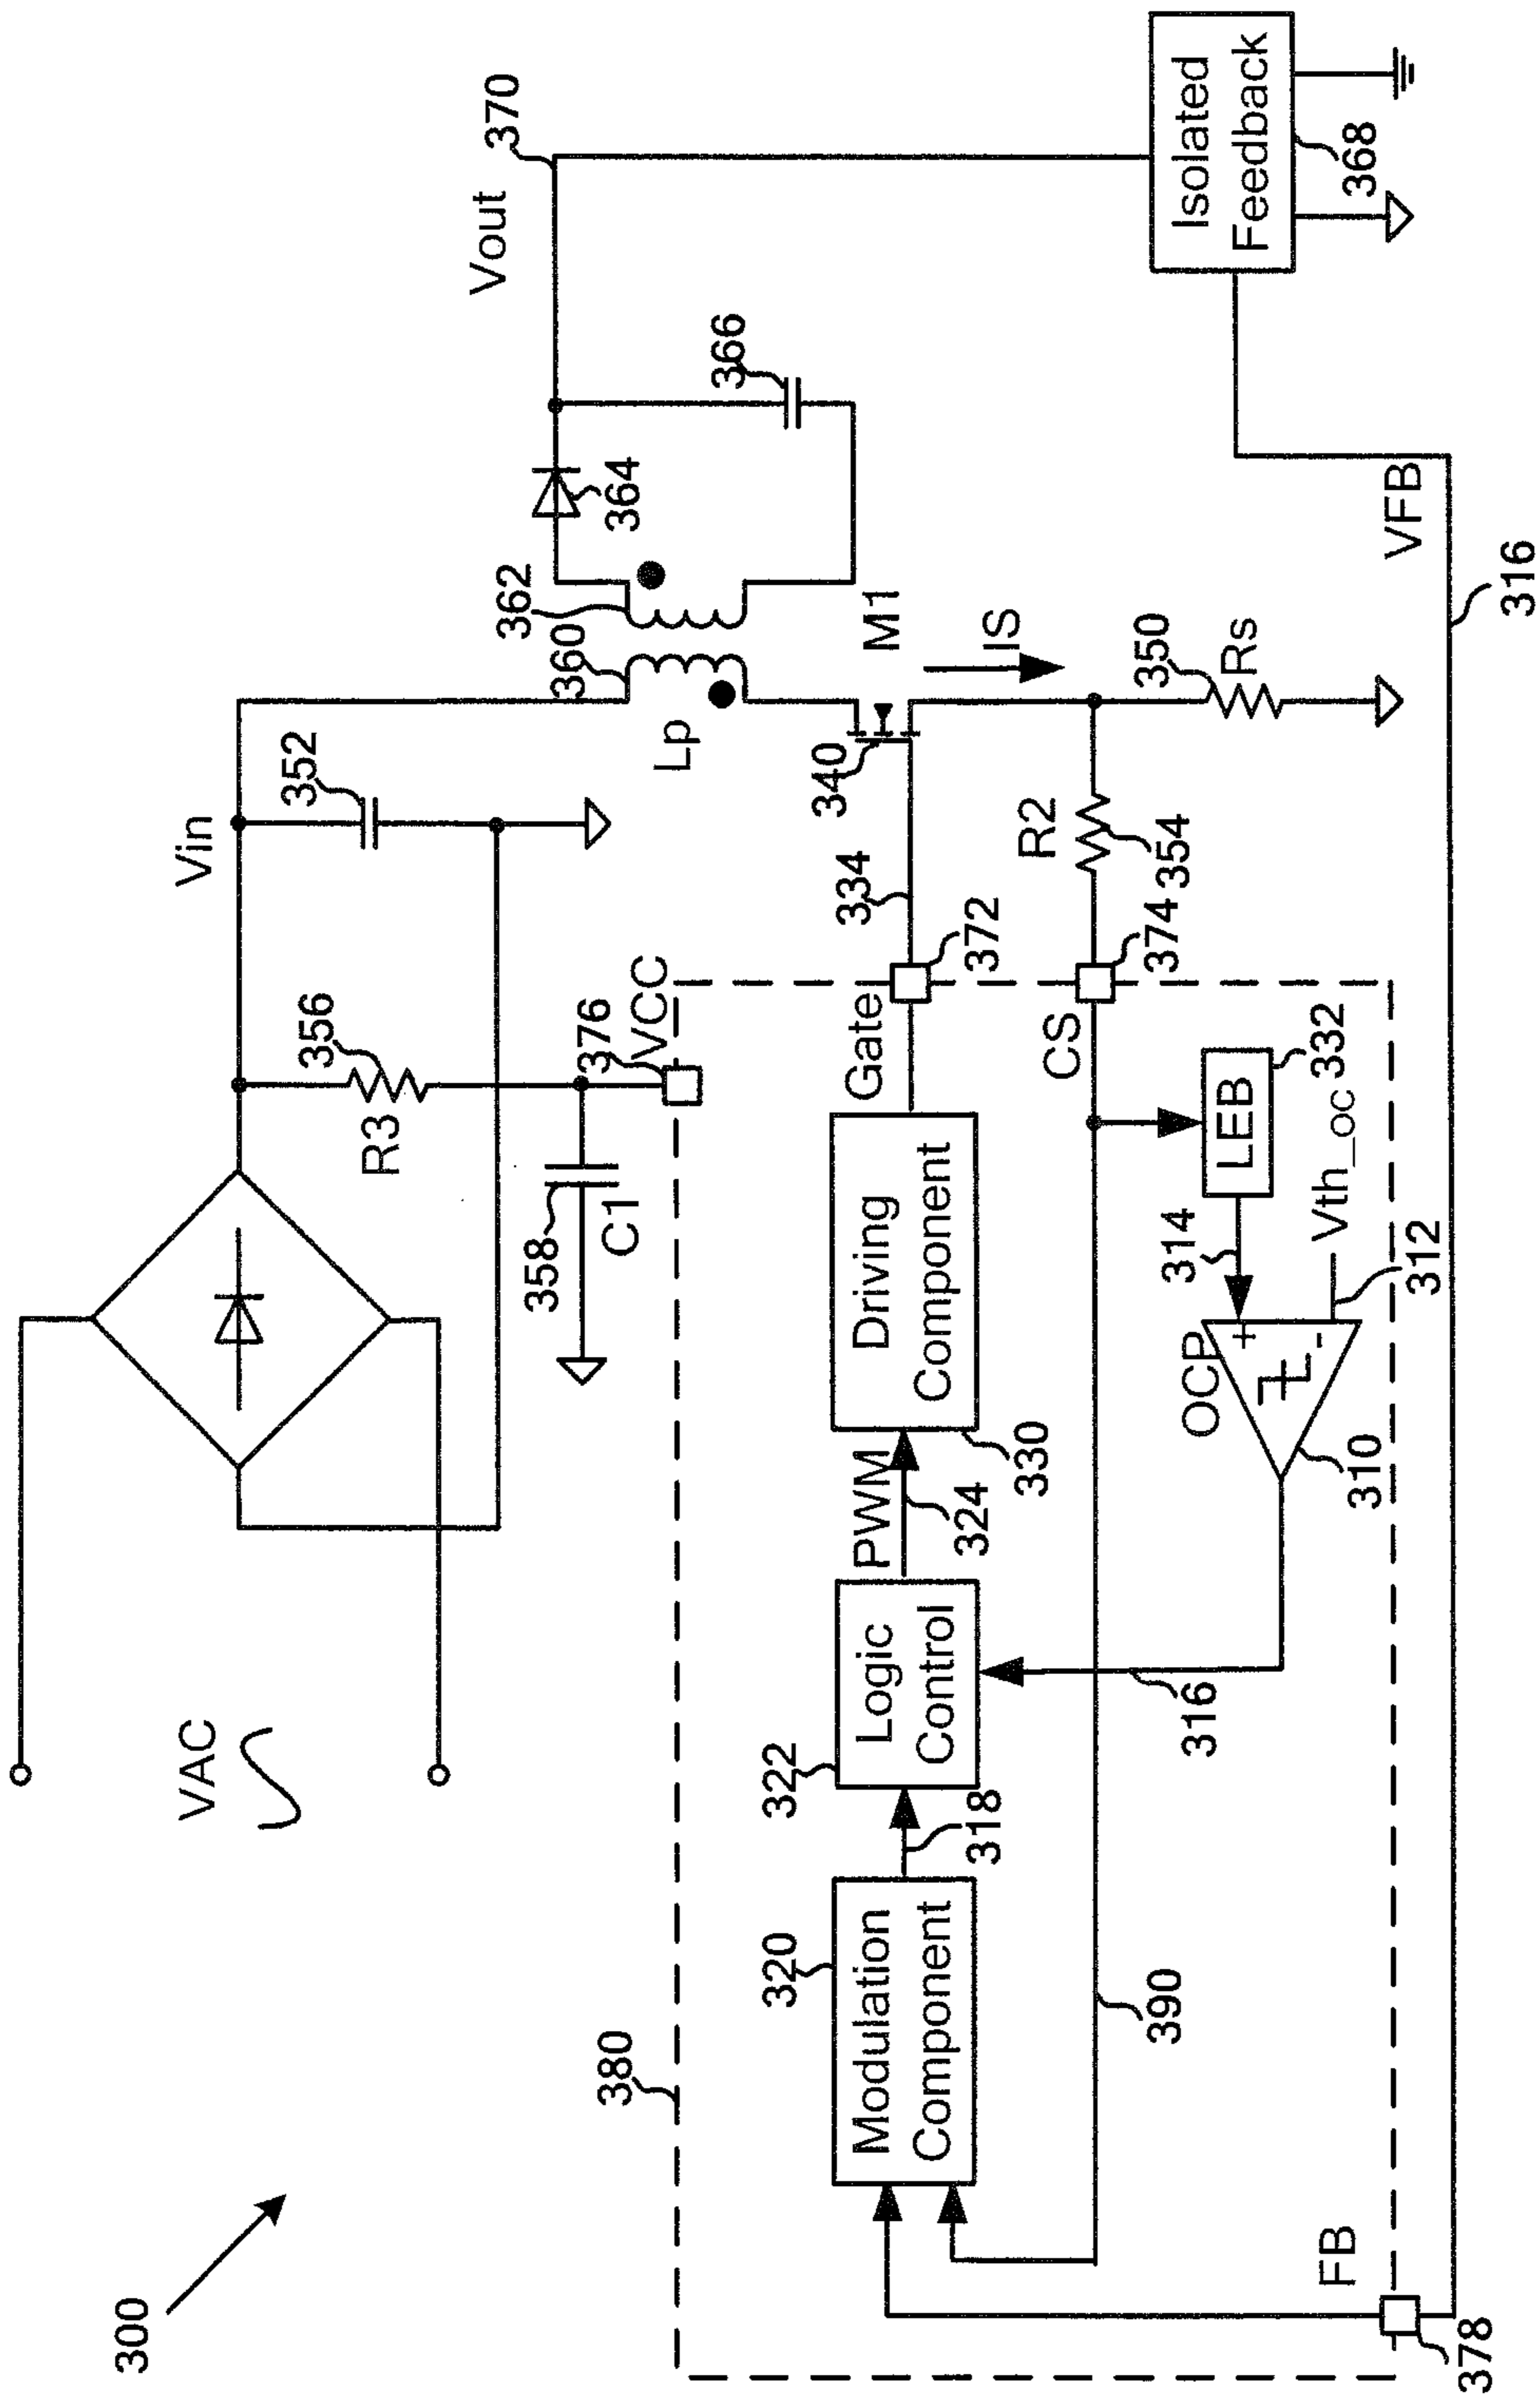 300
VAC
Vin
352
356
R3
358
C1
376
VCC
Lp
360
362
364
366
Vout
370
380
320
Modulation
Component
318
322
Logic
Control
PWM
324
330
Driving
Component
Gate
372
334
340
M1
IS
CS
374
R2
354
350
Rs
390
316
OCP
+
-
310
314
LEB
332
Vth_oc
312
FB
378
VFB
316
Isolated
Feedback
368